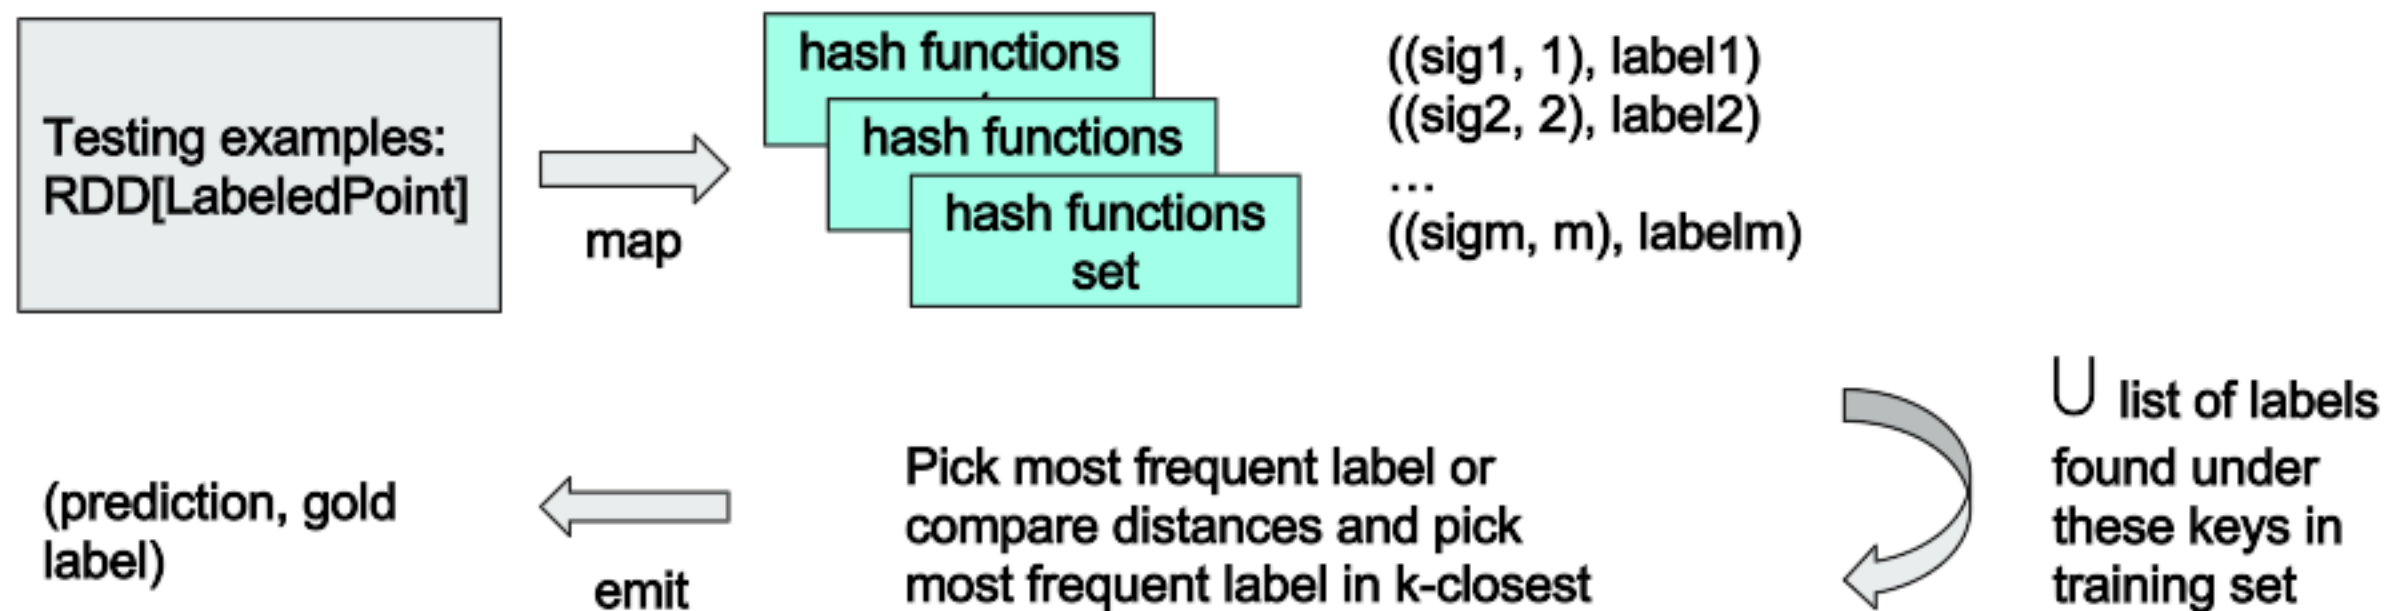 Testing examples:
RDD[LabeledPoint]
map
hash functions
hash functions
hash functions
set
((sig1, 1), label1)
((sig2, 2), label2)
...
((sigm, m), labelm)
U list of labels
found under
these keys in
training set
Pick most frequent label or
compare distances and pick
most frequent label in k-closest
emit
(prediction, gold
label)